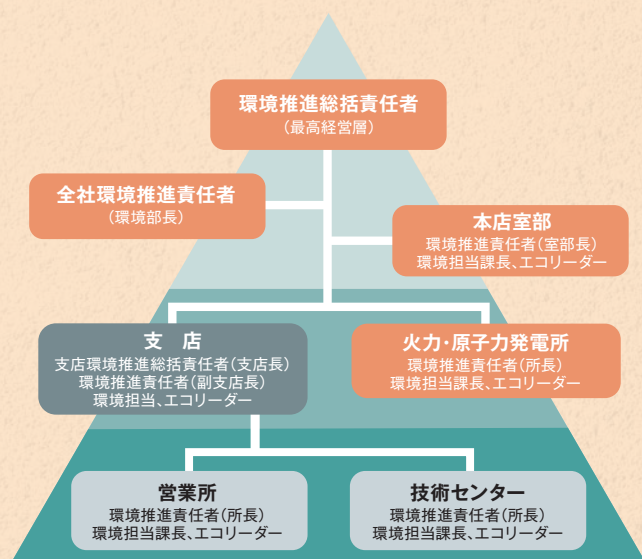 環境推進総括責任者
(最高経営層)
全社環境推進責任者
(環境部長)
本店室部
環境推進責任者(室部長)
環境担当課長、エコリーダー
支　店
支店環境推進総括責任者(支店長)
環境推進責任者(副支店長)
環境担当、エコリーダー
火力・原子力発電所
環境推進責任者(所長)
環境担当課長、エコリーダー
営業所
環境推進責任者(所長)
環境担当課長、エコリーダー
技術センター
環境推進責任者(所長)
環境担当課長、エコリーダー